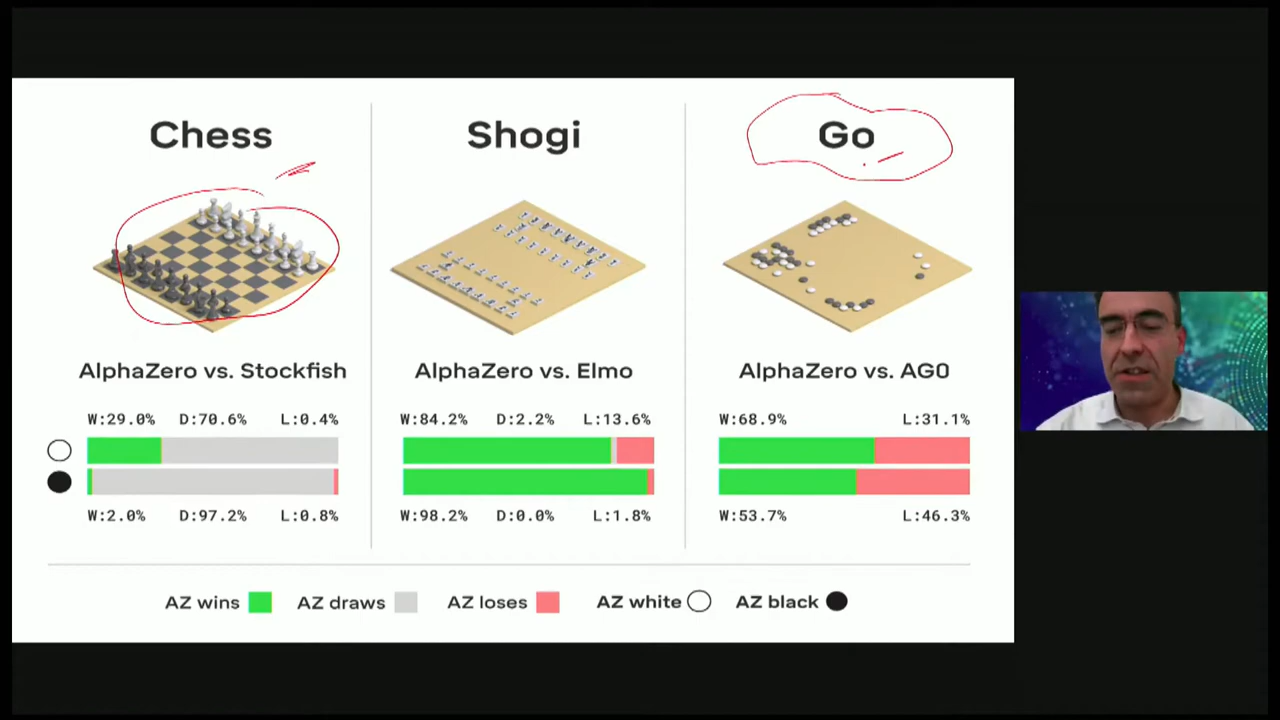 Chess
Shogi
Go
AlphaZero vs. Stockfish
AlphaZero vs. Elmo
AlphaZero vs. AG0
W:29.0% D:70.6% L:0.4%
W:84.2% D:2.2% L:13.6%
W:68.9% L:31.1%
W:2.0% D:97.2% L:0.8%
W:98.2% D:0.0% L:1.8%
W:53.7% L:46.3%
AZ wins AZ draws AZ loses AZ white AZ black